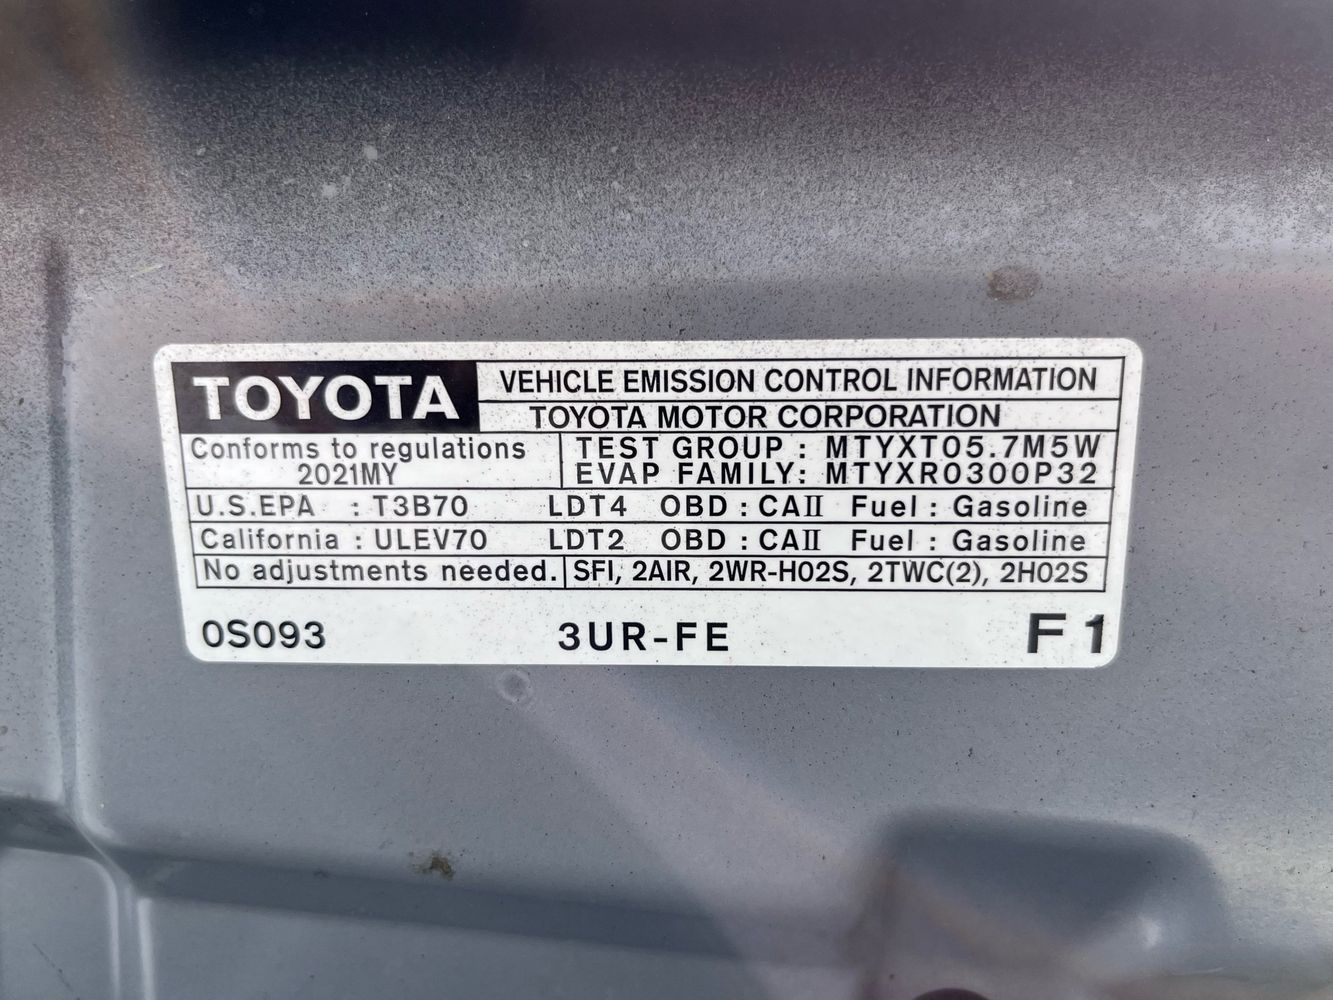 TOYOTA
VEHICLE EMISSION CONTROL INFORMATION
TOYOTA MOTOR CORPORATION
Conforms to regulations
2021MY
TEST GROUP : MTYXT05.7M5W
EVAP FAMILY: MTYXR0300P32
U.S.EPA : T3B70 LDT4 OBD : CAII Fuel : Gasoline
California : ULEV70 LDT2 OBD : CAII Fuel : Gasoline
No adjustments needed. SFI, 2AIR, 2WR-HO2S, 2TWC(2), 2HO2S
0S093 3UR-FE F1